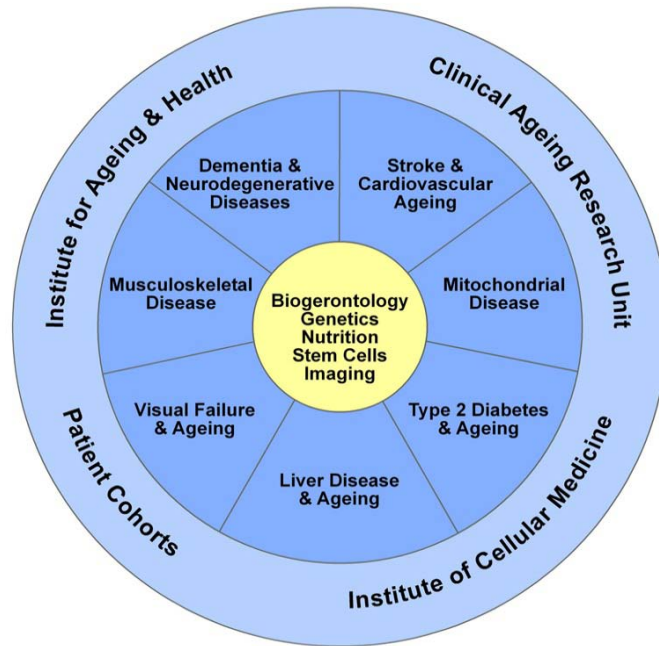 Institute for Ageing & Health
Clinical Ageing Research Unit
Dementia &
Neurodegenerative
Diseases
Stroke &
Cardiovascular
Ageing
Musculoskeletal
Disease
Biogerontology
Genetics
Nutrition
Stem Cells
Imaging
Mitochondrial
Disease
Visual Failure
& Ageing
Type 2 Diabetes
& Ageing
Liver Disease
& Ageing
Patient Cohorts
Institute of Cellular Medicine